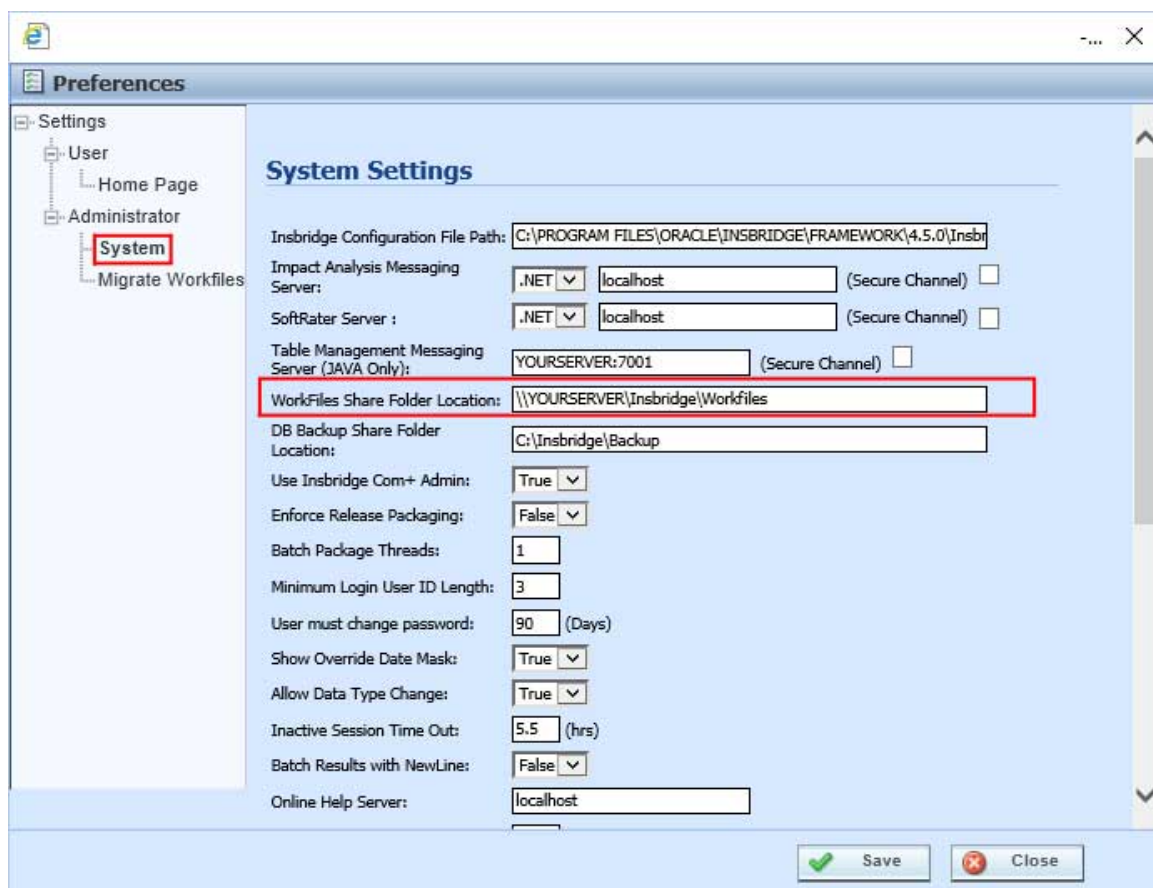 -...
Preferences
Settings
User
Home Page
Administrator
System
Migrate Workfiles
System Settings
Insbridge Configuration File Path: C:\PROGRAM FILES\ORACLE\INSBRIDGE\FRAMEWORK\4.5.0\Insbr
Impact Analysis Messaging
Server: .NET localhost (Secure Channel)
SoftRater Server : .NET localhost (Secure Channel)
Table Management Messaging
Server (JAVA Only): YOURSERVER:7001 (Secure Channel)
WorkFiles Share Folder Location: \\YOURSERVER\Insbridge\Workfiles
DB Backup Share Folder
Location: C:\Insbridge\Backup
Use Insbridge Com+ Admin: True
Enforce Release Packaging: False
Batch Package Threads: 1
Minimum Login User ID Length: 3
User must change password: 90 (Days)
Show Override Date Mask: True
Allow Data Type Change: True
Inactive Session Time Out: 5.5 (hrs)
Batch Results with NewLine: False
Online Help Server: localhost
Save Close